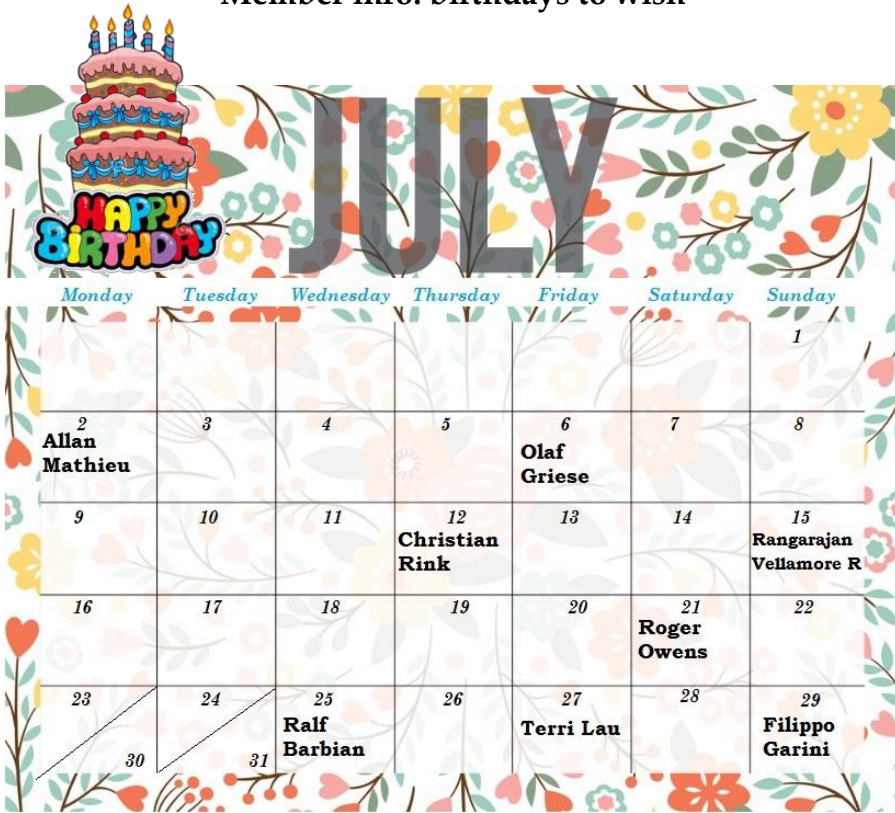 Member info: birthdays to wish
HAPPY
BIRTHDAY
JULY
Monday Tuesday Wednesday Thursday Friday Saturday Sunday
1
2 3 4 5 6 7 8
Allan
Mathieu
Olaf
Griese
9 10 11 12 13 14 15
Christian
Rink
Rangarajan
Vellamore R
16 17 18 19 20 21 22
Roger
Owens
23 24 25 26 27 28 29
Ralf
Barbian
Terri Lau
Filippo
Garini
30 31